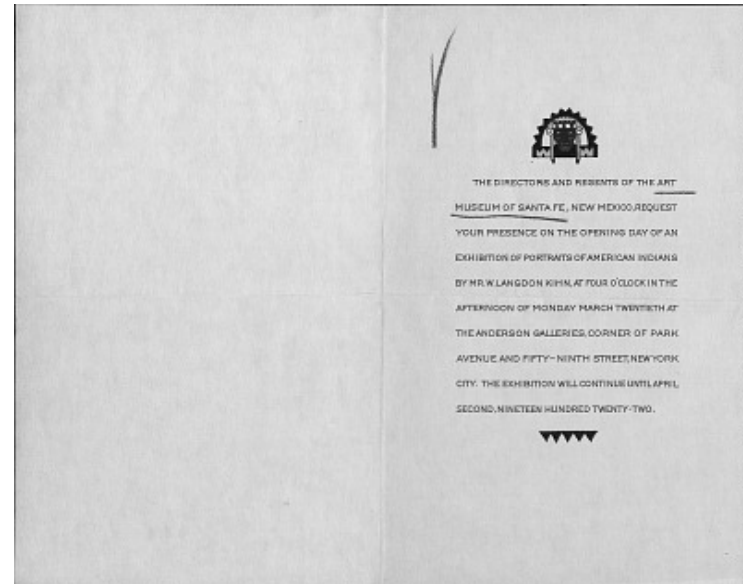 THE DIRECTORS AND REGENTS OF THE ART
MUSEUM OF SANTA FE, NEW MEXICO, REQUEST
YOUR PRESENCE ON THE OPENING DAY OF AN
EXHIBITION OF PORTRAITS OF AMERICAN INDIANS
BY MR. W. LANGDON KIHN, AT FOUR O'CLOCK IN THE
AFTERNOON OF MONDAY MARCH TWENTIETH AT
THE ANDERSON GALLERIES, CORNER OF PARK
AVENUE AND FIFTY-NINTH STREET, NEW YORK
CITY. THE EXHIBITION WILL CONTINUE UNTIL APRIL
SECOND, NINETEEN HUNDRED TWENTY-TWO.